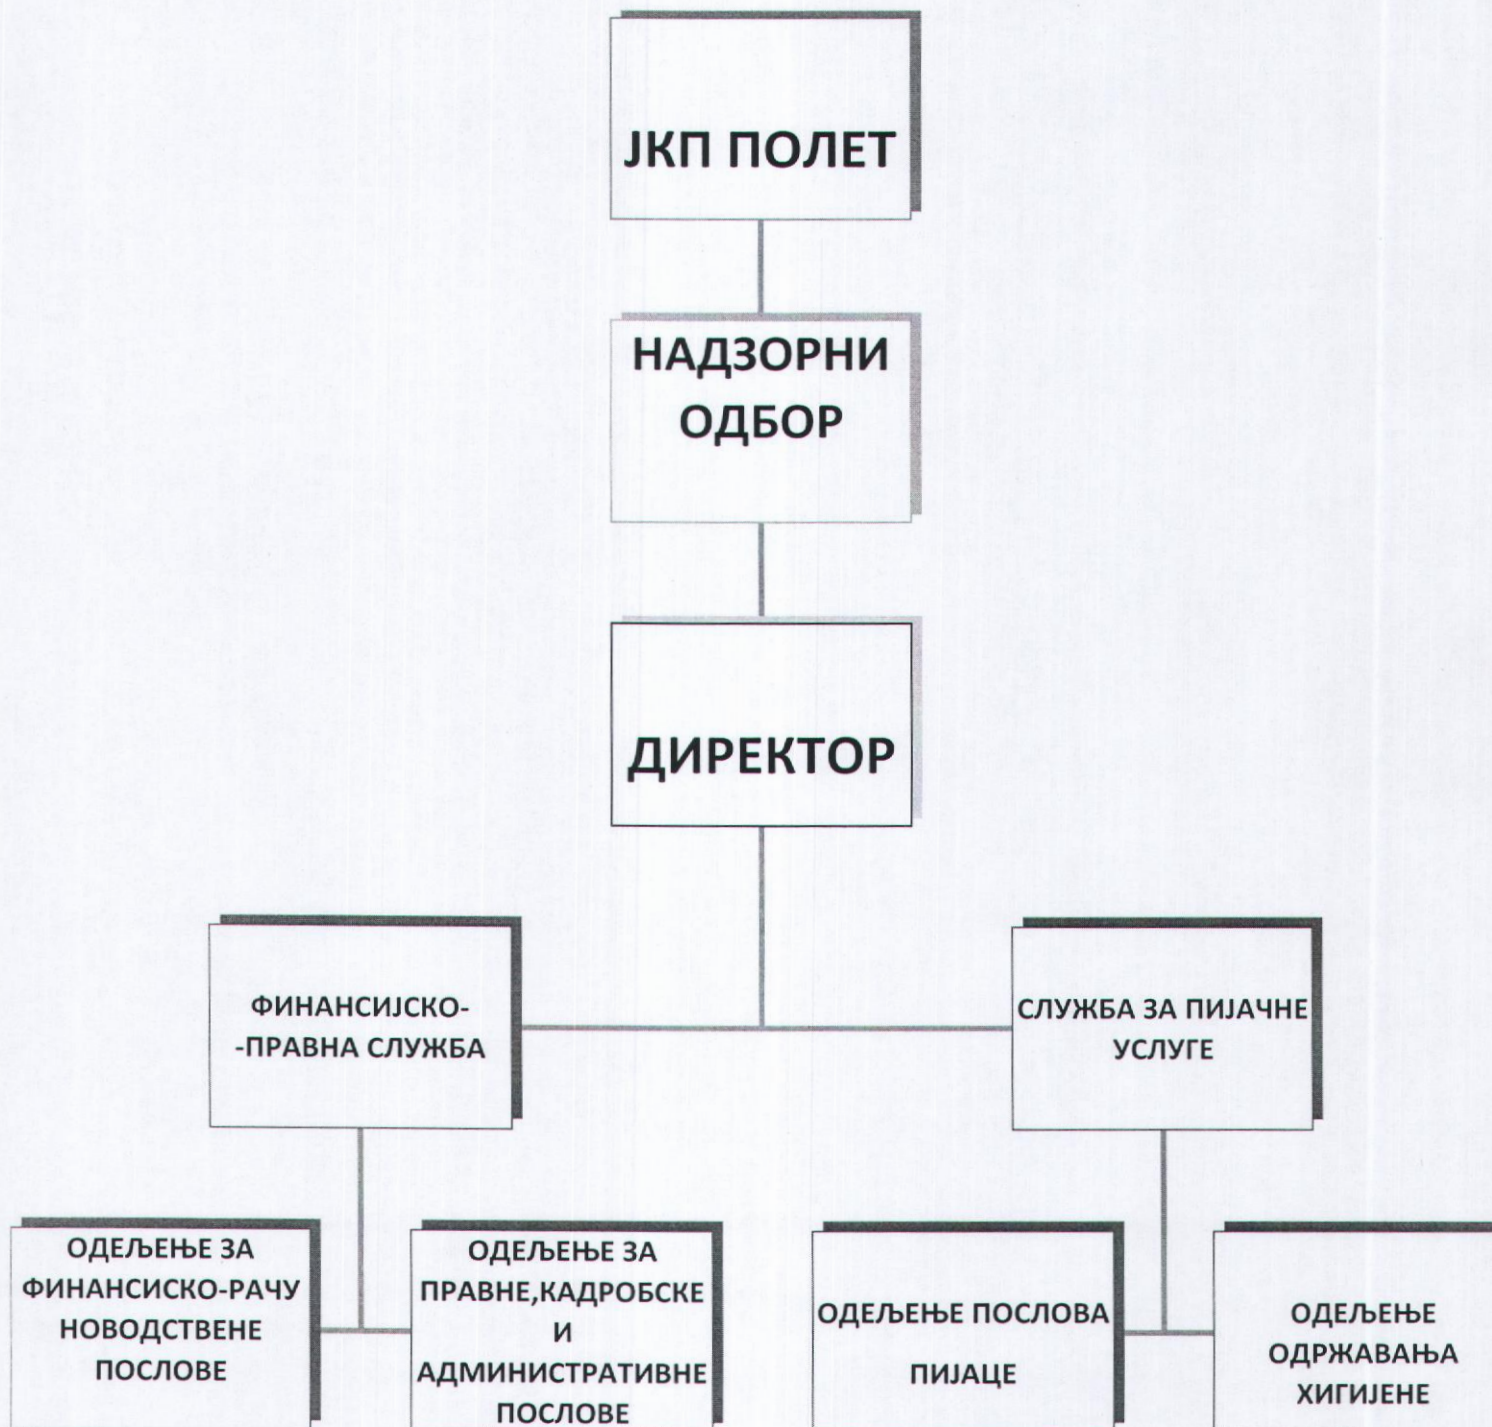 ЈКП ПОЛЕТ
НАДЗОРНИ
ОДБОР
ДИРЕКТОР
ФИНАНСИЈСКО-
-ПРАВНА СЛУЖБА
СЛУЖБА ЗА ПИЈАЧНЕ
УСЛУГЕ
ОДЕЉЕЊЕ ЗА
ФИНАНСИСКО-РАЧУ
НОВОДСТВЕНЕ
ПОСЛОВЕ
ОДЕЉЕЊЕ ЗА
ПРАВНЕ,КАДРОБСКЕ
И
АДМИНИСТРАТИВНЕ
ПОСЛОВЕ
ОДЕЉЕЊЕ ПОСЛОВА
ПИЈАЦЕ
ОДЕЉЕЊЕ
ОДРЖАВАЊА
ХИГИЈЕНЕ